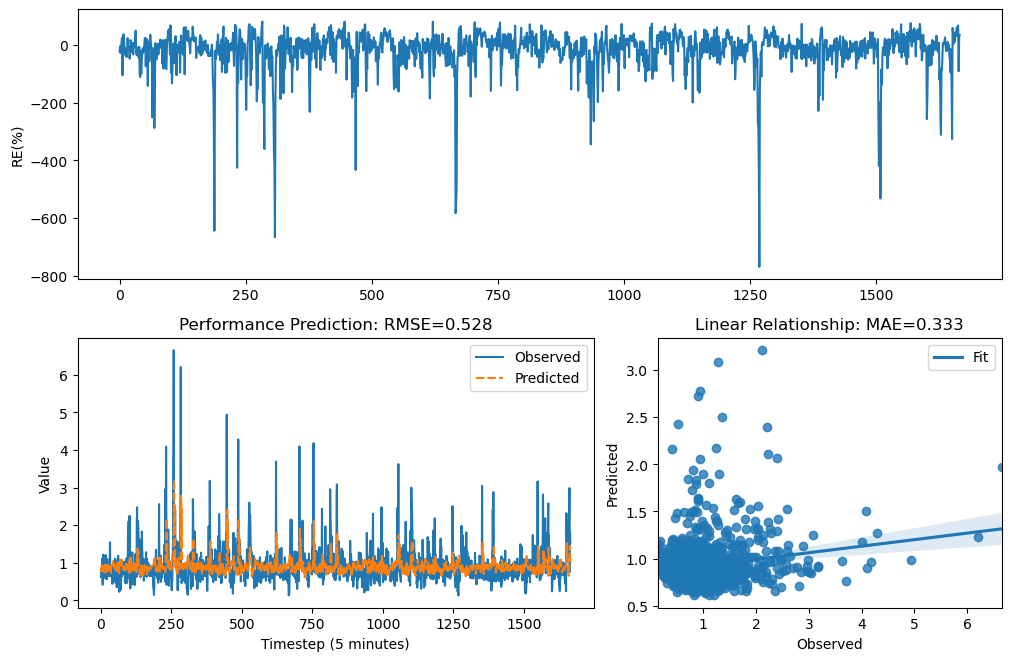 0
−200
−400
−600
−800
RE(%)
0 250 500 750 1000 1250 1500
Performance Prediction: RMSE=0.528
Observed
Predicted
6
5
4
3
2
1
0
Value
0 250 500 750 1000 1250 1500
Timestep (5 minutes)
Linear Relationship: MAE=0.333
Fit
3.0
2.5
2.0
1.5
1.0
0.5
Predicted
1 2 3 4 5 6
Observed